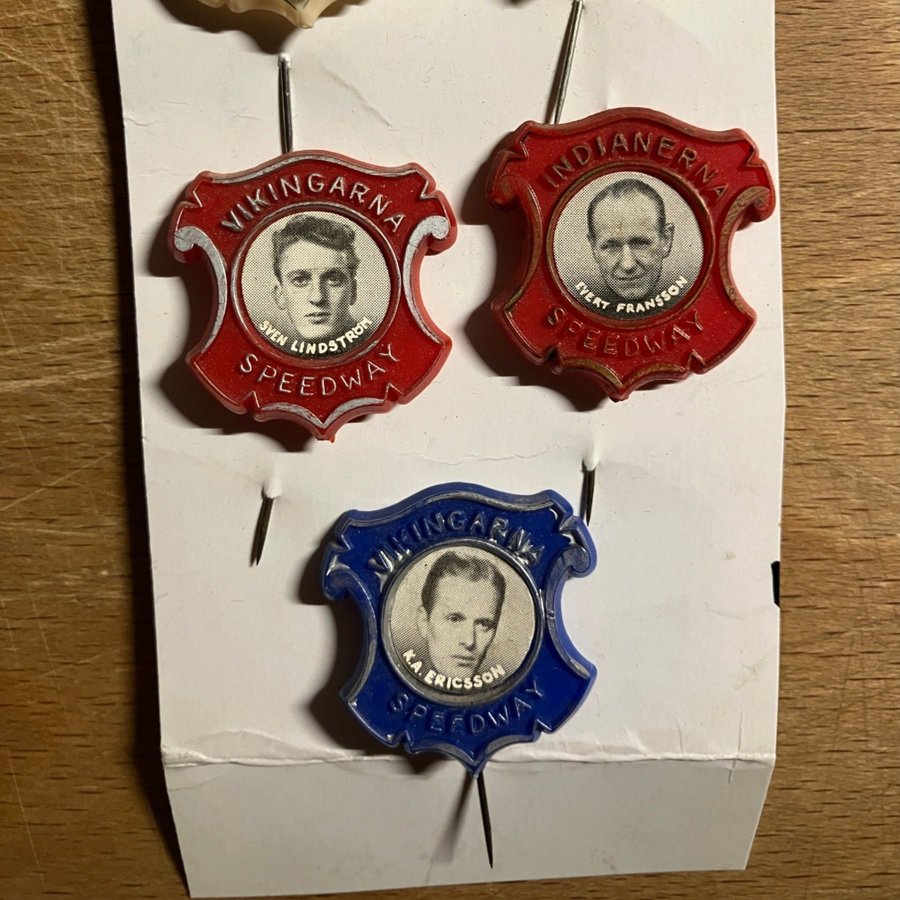 VIKINGARNA
SVEN LINDSTRÖM
SPEEDWAY
INDIANERNA
EVERT FRANSSON
SPEEDWAY
VIKINGARNA
K.A. ERICSSON
SPEEDWAY